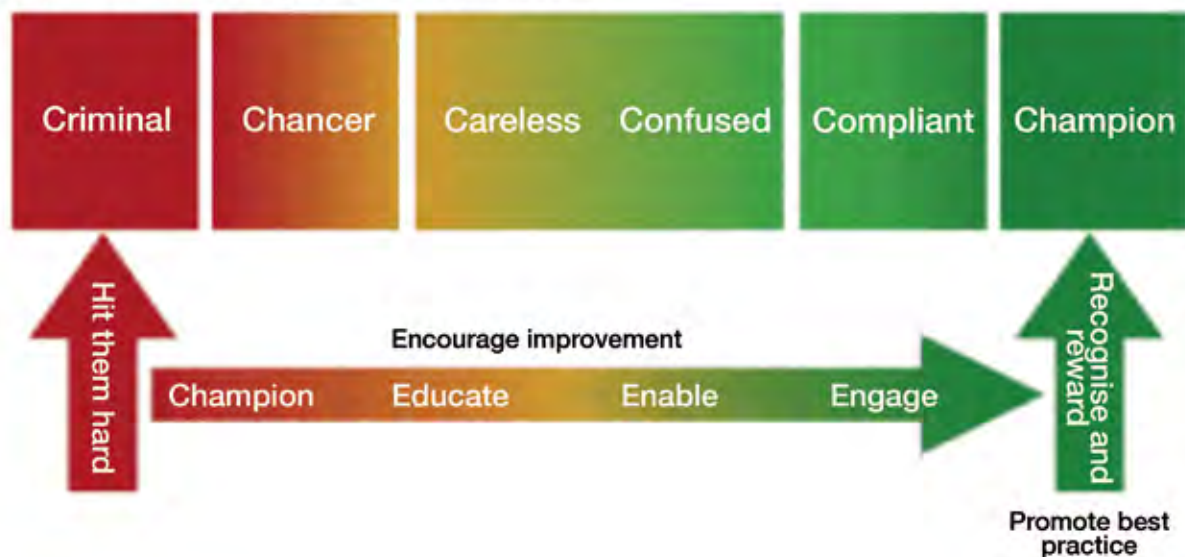 Criminal
Chancer
Careless
Confused
Compliant
Champion
Hit them hard
Encourage improvement
Champion
Educate
Enable
Engage
Recognise and
reward
Promote best
practice